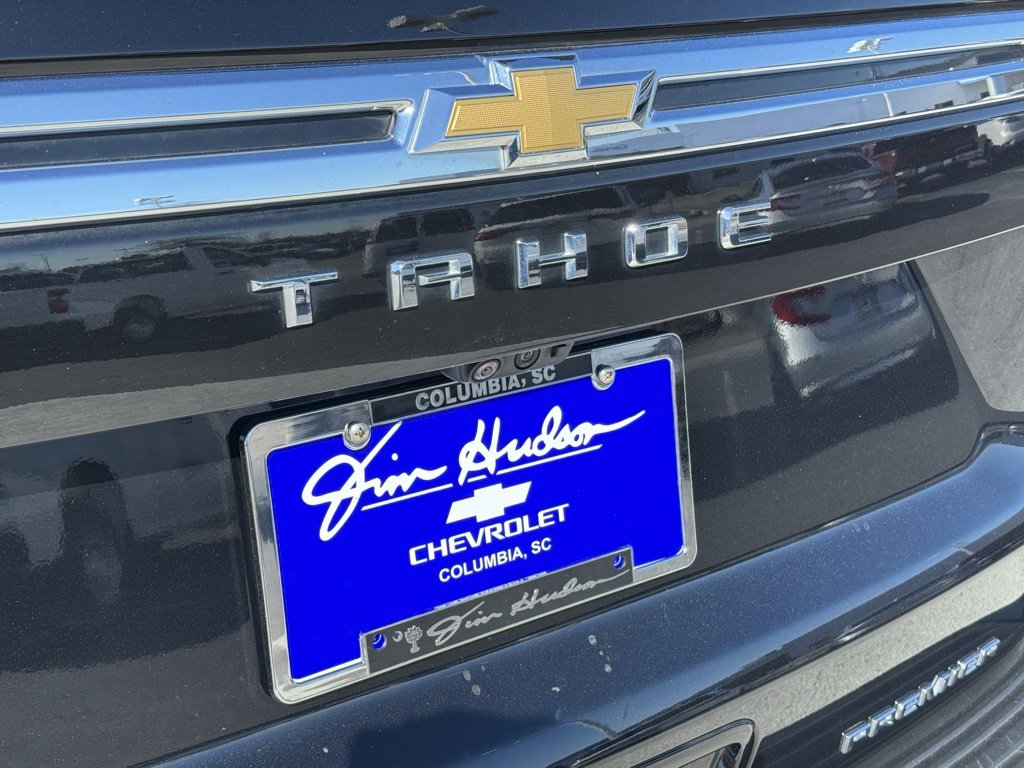 TAHOE
COLUMBIA, SC
Jim Hudson
CHEVROLET
COLUMBIA, SC
Jim Hudson
PREMIER